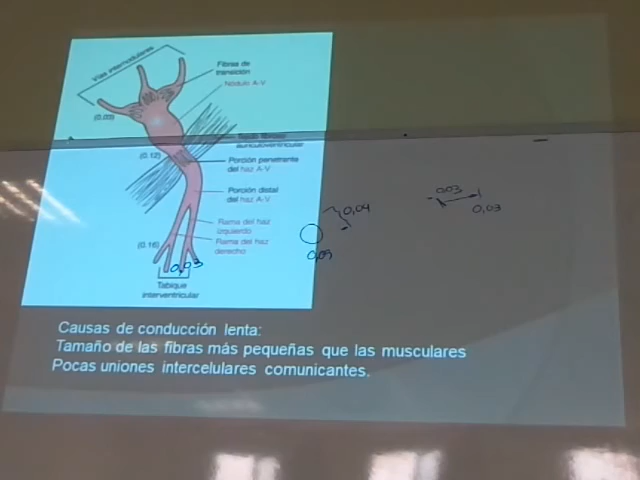 Vías internodulares
Fibras de
transición
Nódulo A-V
(0.03)
Tejido fibroso
auriculoventricular
(0.12)
Porción penetrante
del haz A-V
Porción distal
del haz A-V
Rama del haz
izquierdo
Rama del haz
derecho
(0.16)
0,03
Tabique
interventricular
0,04
0,09
0,03
0,03
Causas de conducción lenta:
Tamaño de las fibras más pequeñas que las musculares
Pocas uniones intercelulares comunicantes.